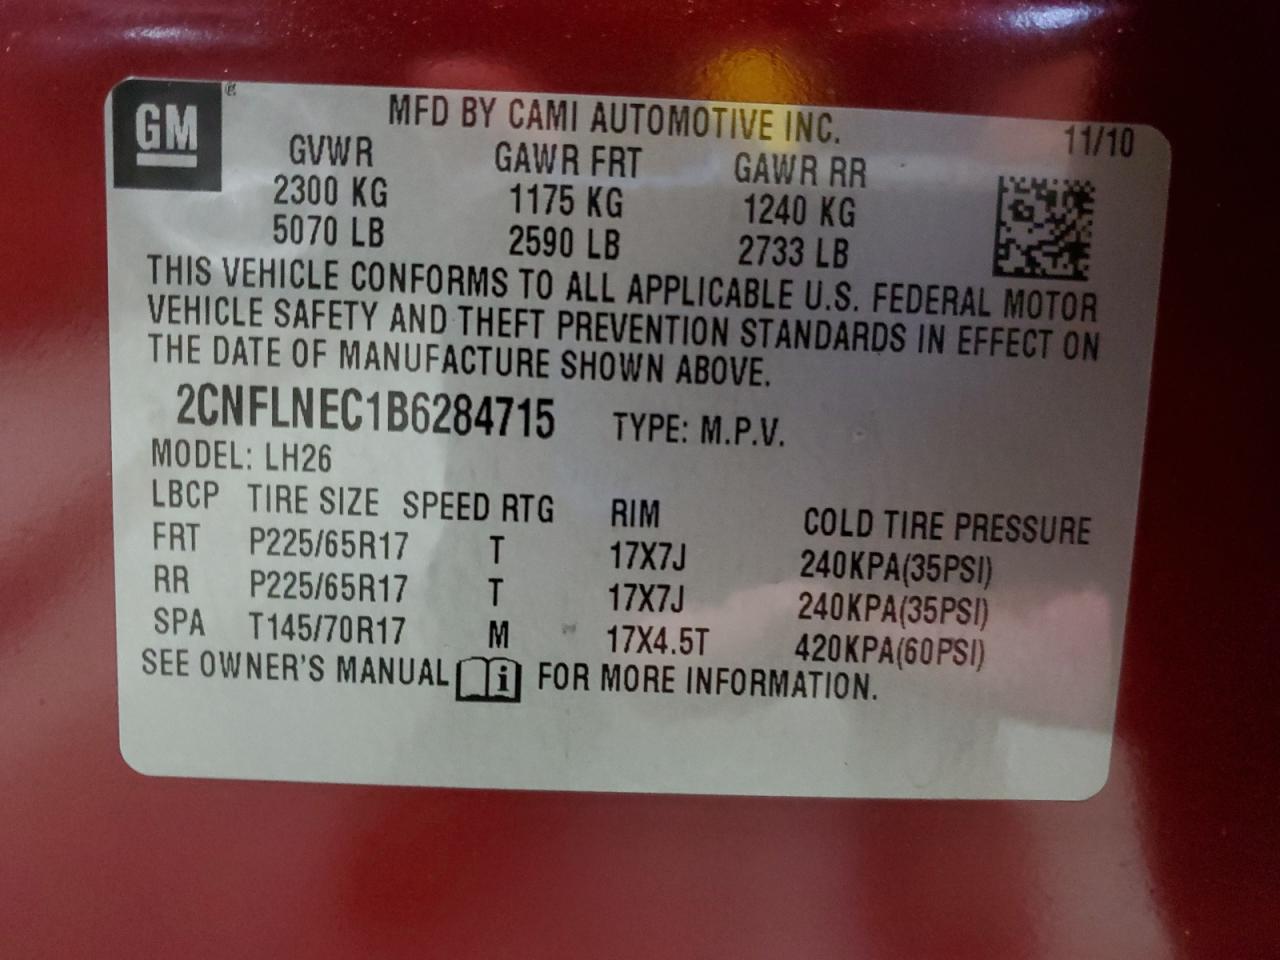 GM ®
MFD BY CAMI AUTOMOTIVE INC. 11/10
GVWR GAWR FRT GAWR RR
2300 KG 1175 KG 1240 KG
5070 LB 2590 LB 2733 LB
THIS VEHICLE CONFORMS TO ALL APPLICABLE U.S. FEDERAL MOTOR
VEHICLE SAFETY AND THEFT PREVENTION STANDARDS IN EFFECT ON
THE DATE OF MANUFACTURE SHOWN ABOVE.
2CNFLNEC1B6284715 TYPE: M.P.V.
MODEL: LH26
LBCP TIRE SIZE SPEED RTG RIM COLD TIRE PRESSURE
FRT P225/65R17 T 17X7J 240KPA(35PSI)
RR P225/65R17 T 17X7J 240KPA(35PSI)
SPA T145/70R17 M 17X4.5T 420KPA(60PSI)
SEE OWNER'S MANUAL i FOR MORE INFORMATION.